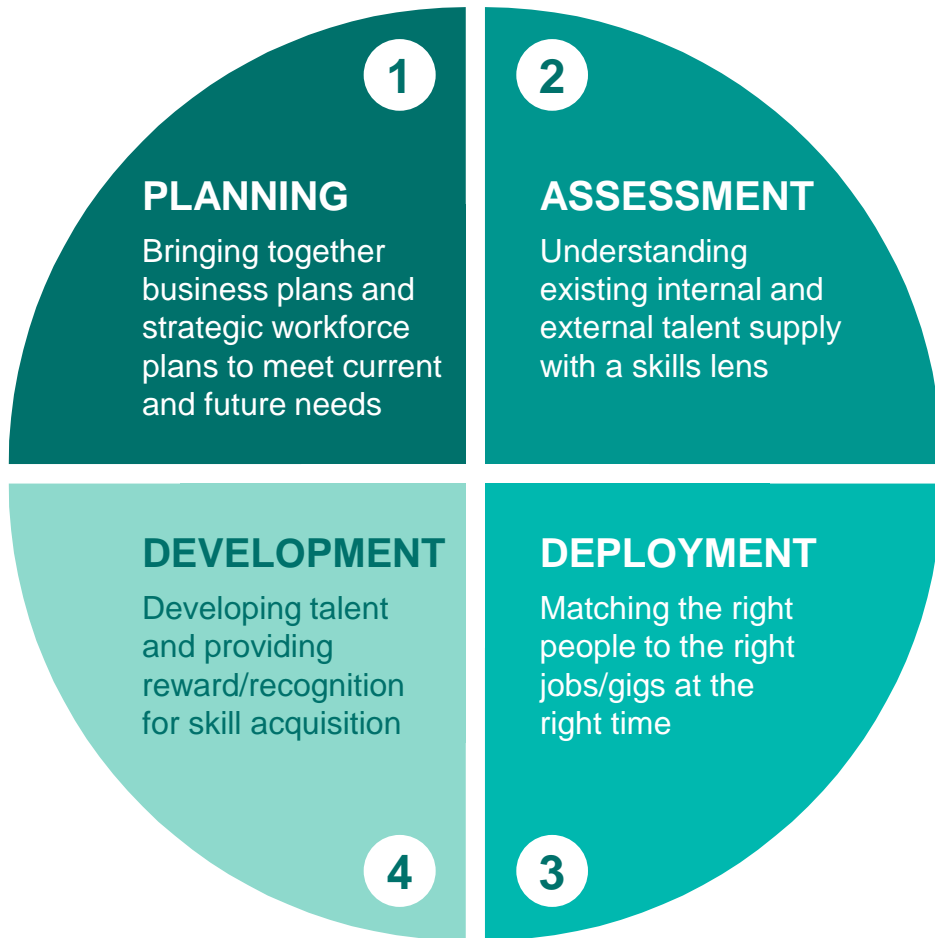 1
PLANNING
Bringing together
business plans and
strategic workforce
plans to meet current
and future needs
2
ASSESSMENT
Understanding
existing internal and
external talent supply
with a skills lens
DEPLOYMENT
Matching the right
people to the right
jobs/gigs at the
right time
3
DEVELOPMENT
Developing talent
and providing
reward/recognition
for skill acquisition
4